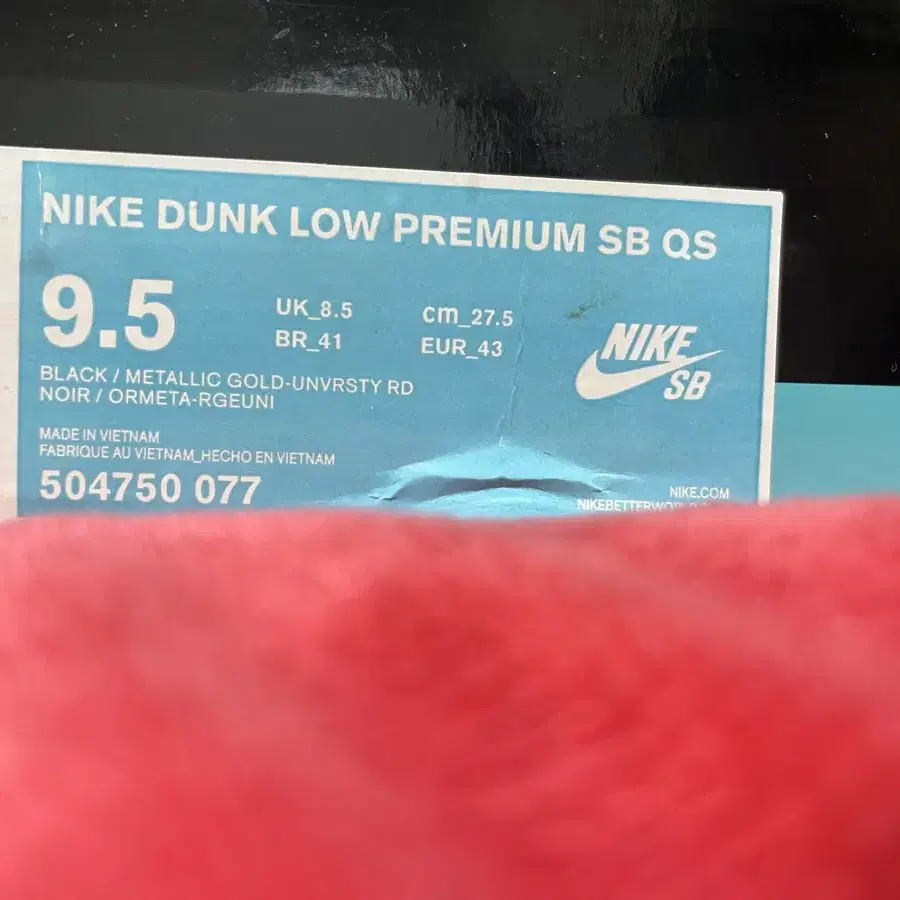 NIKE DUNK LOW PREMIUM SB QS
9.5
UK_8.5
cm_27.5
BR_41
EUR_43
NIKE
SB
BLACK / METALLIC GOLD-UNVRSTY RD
NOIR / ORMETA-RGEUNI
MADE IN VIETNAM
FABRIQUE AU VIETNAM_HECHO EN VIETNAM
504750 077
NIKE.COM